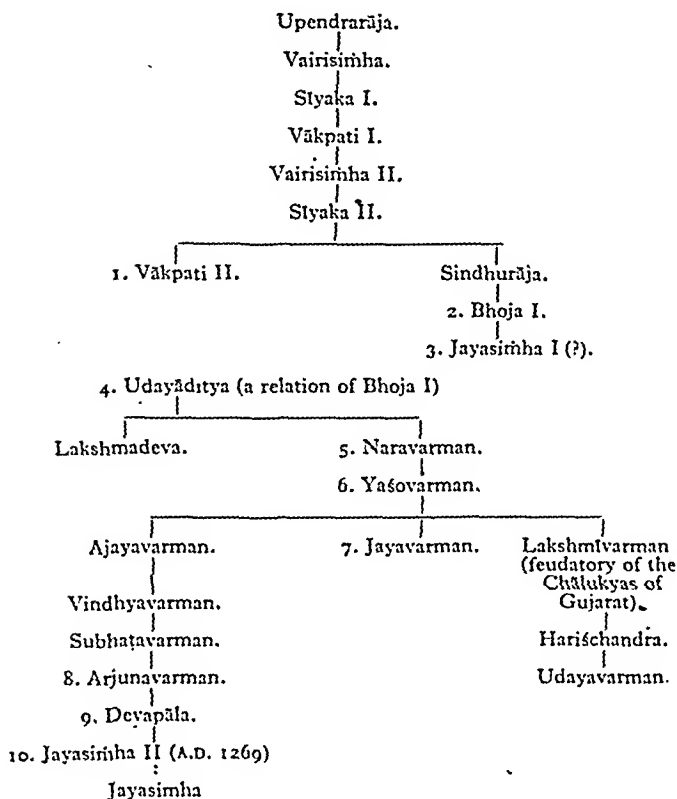 Upendrarāja.
Vairisiṁha.
Sīyaka I.
Vākpati I.
Vairisiṁha II.
Sīyaka II.
1. Vākpati II. Sindhurāja.
2. Bhoja I.
3. Jayasiṁha I (?).
4. Udayāditya (a relation of Bhoja I)
Lakshmadeva. 5. Naravarman.
6. Yaśovarman.
Ajayavarman. 7. Jayavarman. Lakshmīvarman
(feudatory of the
Chālukyas of
Gujarat).
Vindhyavarman.
Subhaṭavarman. Hariśchandra.
8. Arjunavarman. Udayavarman.
9. Devapāla.
10. Jayasiṁha II (A.D. 1269)
Jayasimha